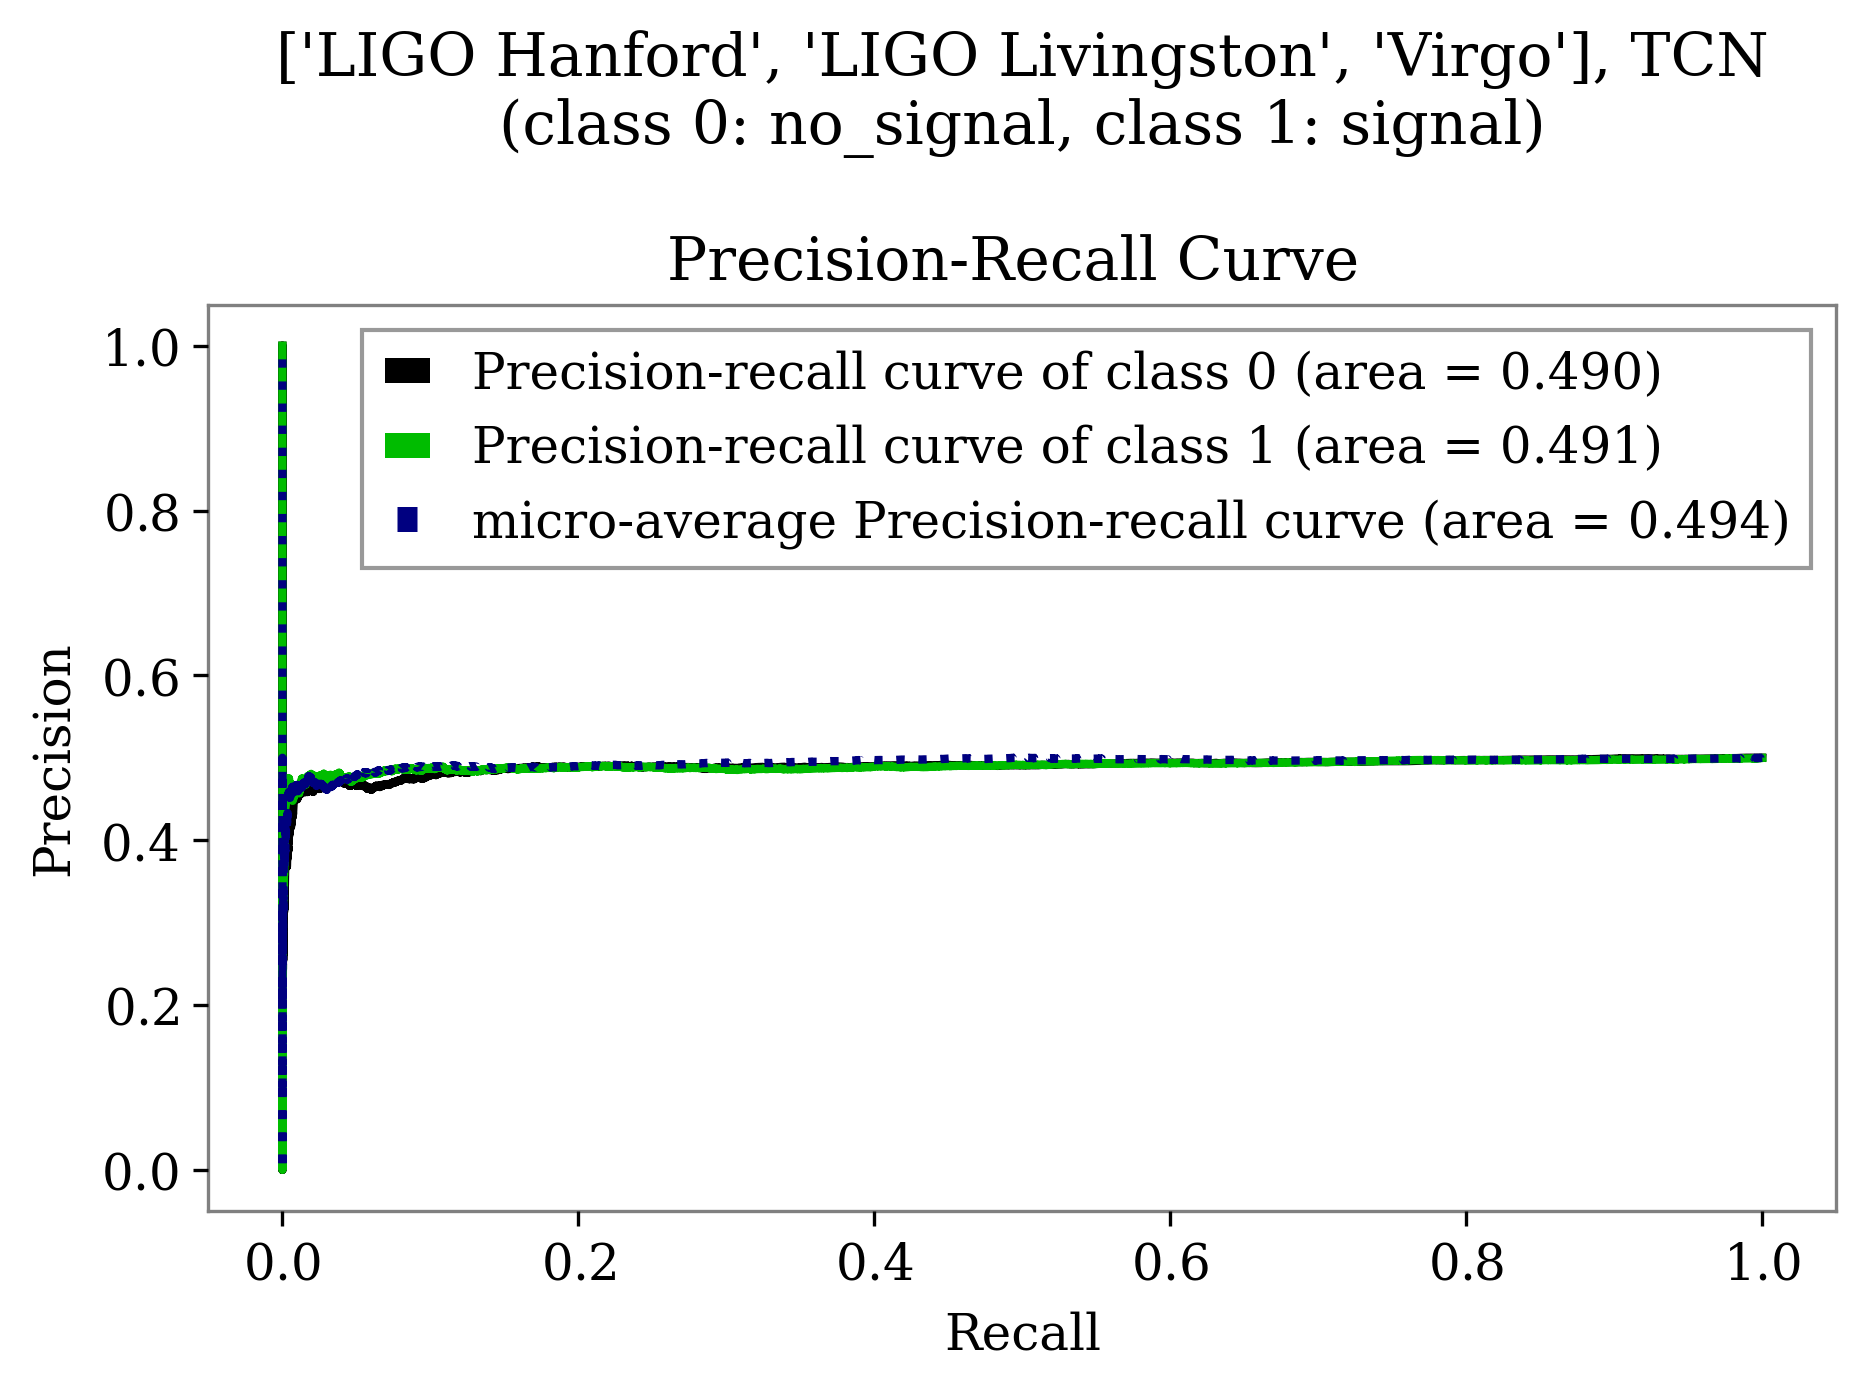 ['LIGO Hanford', 'LIGO Livingston', 'Virgo'], TCN
(class 0: no_signal, class 1: signal)
Precision-Recall Curve
Precision-recall curve of class 0 (area = 0.490)
Precision-recall curve of class 1 (area = 0.491)
micro-average Precision-recall curve (area = 0.494)
Precision
1.0
0.8
0.6
0.4
0.2
0.0
0.0 0.2 0.4 0.6 0.8 1.0
Recall